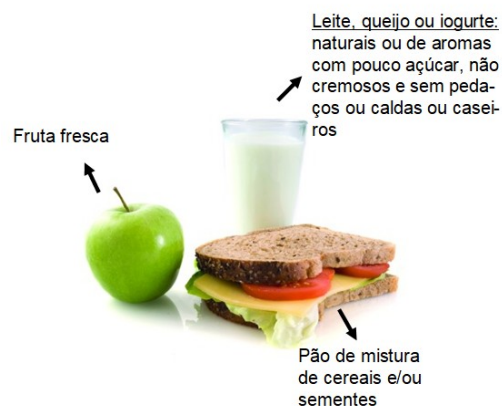 Leite, queijo ou iogurte:
naturais ou de aromas
com pouco açúcar, não
cremosos e sem peda-
ços ou caldas ou casei-
ros
Fruta fresca
Pão de mistura
de cereais e/ou
sementes